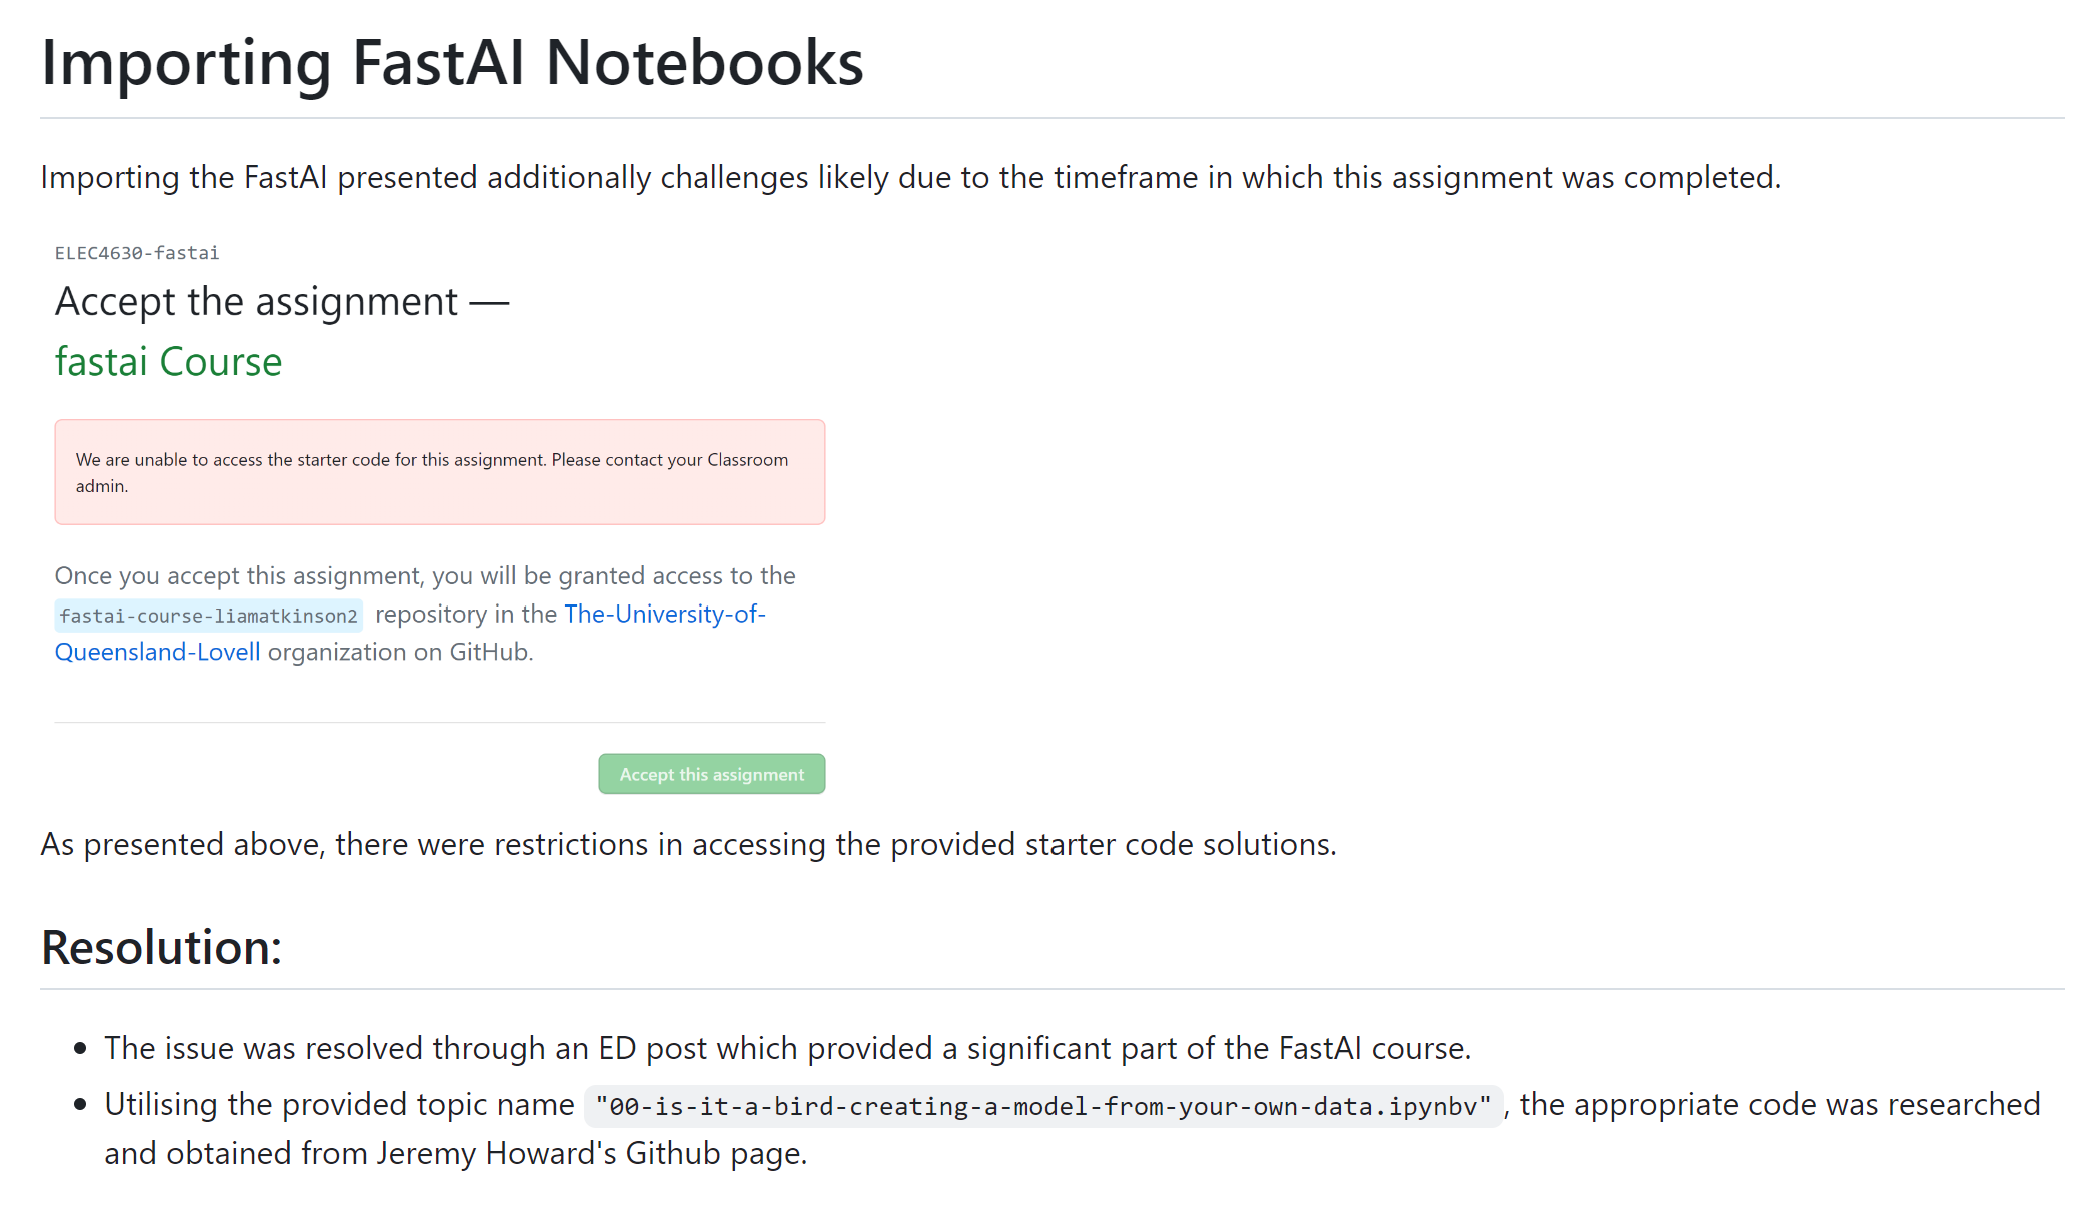 Importing FastAI Notebooks
Importing the FastAI presented additionally challenges likely due to the timeframe in which this assignment was completed.
ELEC4630-fastai
Accept the assignment —
fastai Course
We are unable to access the starter code for this assignment. Please contact your Classroom
admin.
Once you accept this assignment, you will be granted access to the
fastai-course-liamatkinson2 repository in the The-University-of-
Queensland-Lovell organization on GitHub.
Accept this assignment
As presented above, there were restrictions in accessing the provided starter code solutions.
Resolution:
• The issue was resolved through an ED post which provided a significant part of the FastAI course.
• Utilising the provided topic name "00-is-it-a-bird-creating-a-model-from-your-own-data.ipynbv", the appropriate code was researched
and obtained from Jeremy Howard's Github page.